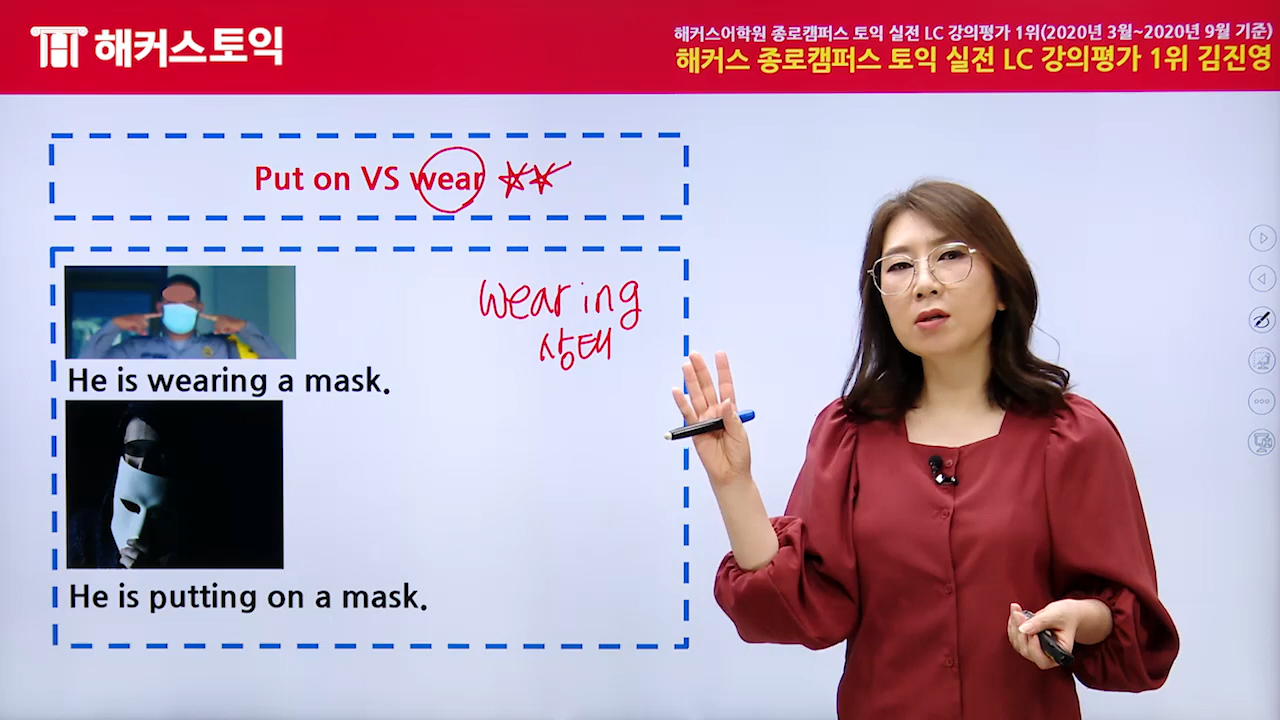 해커스토익
해커스어학원 종로캠퍼스 토익 실전 LC 강의평가 1위(2020년 3월~2020년 9월 기준)
해커스 종로캠퍼스 토익 실전 LC 강의평가 1위 김진영
Put on VS wear
wearing
상태
He is wearing a mask.
He is putting on a mask.